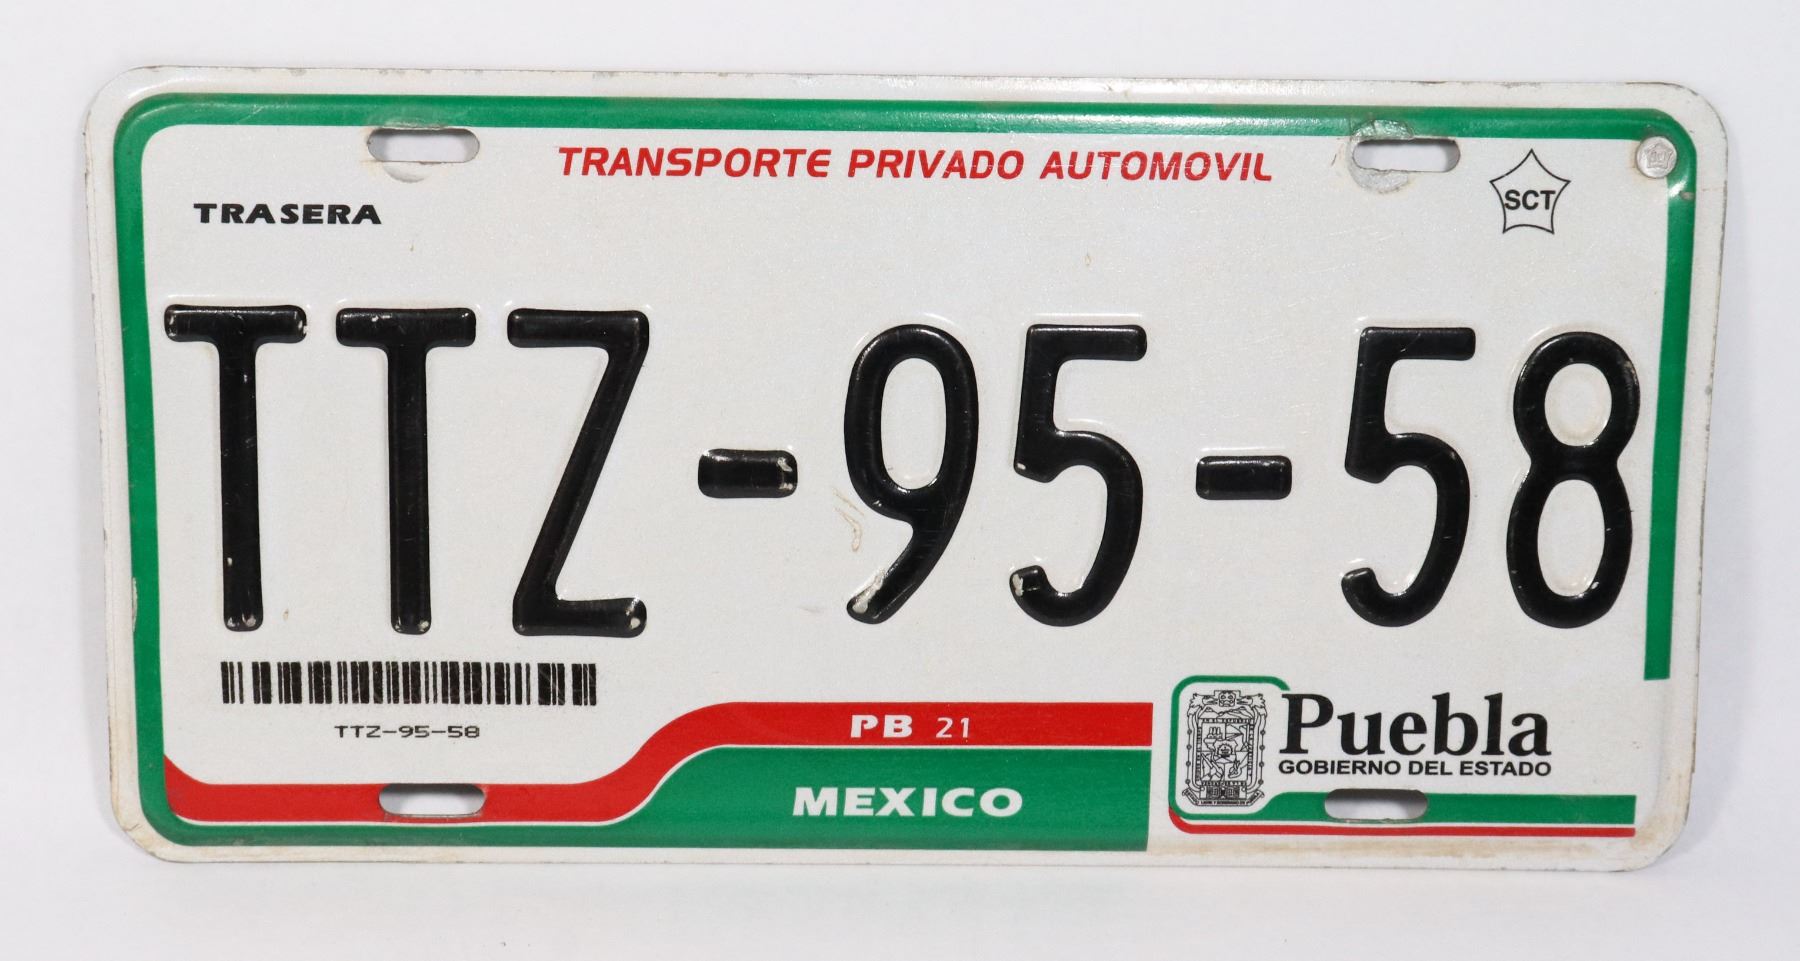 TRANSPORTE PRIVADO AUTOMOVIL
TRASERA
SCT
TTZ-95-58
TTZ-95-58
PB 21
MEXICO
Puebla
GOBIERNO DEL ESTADO